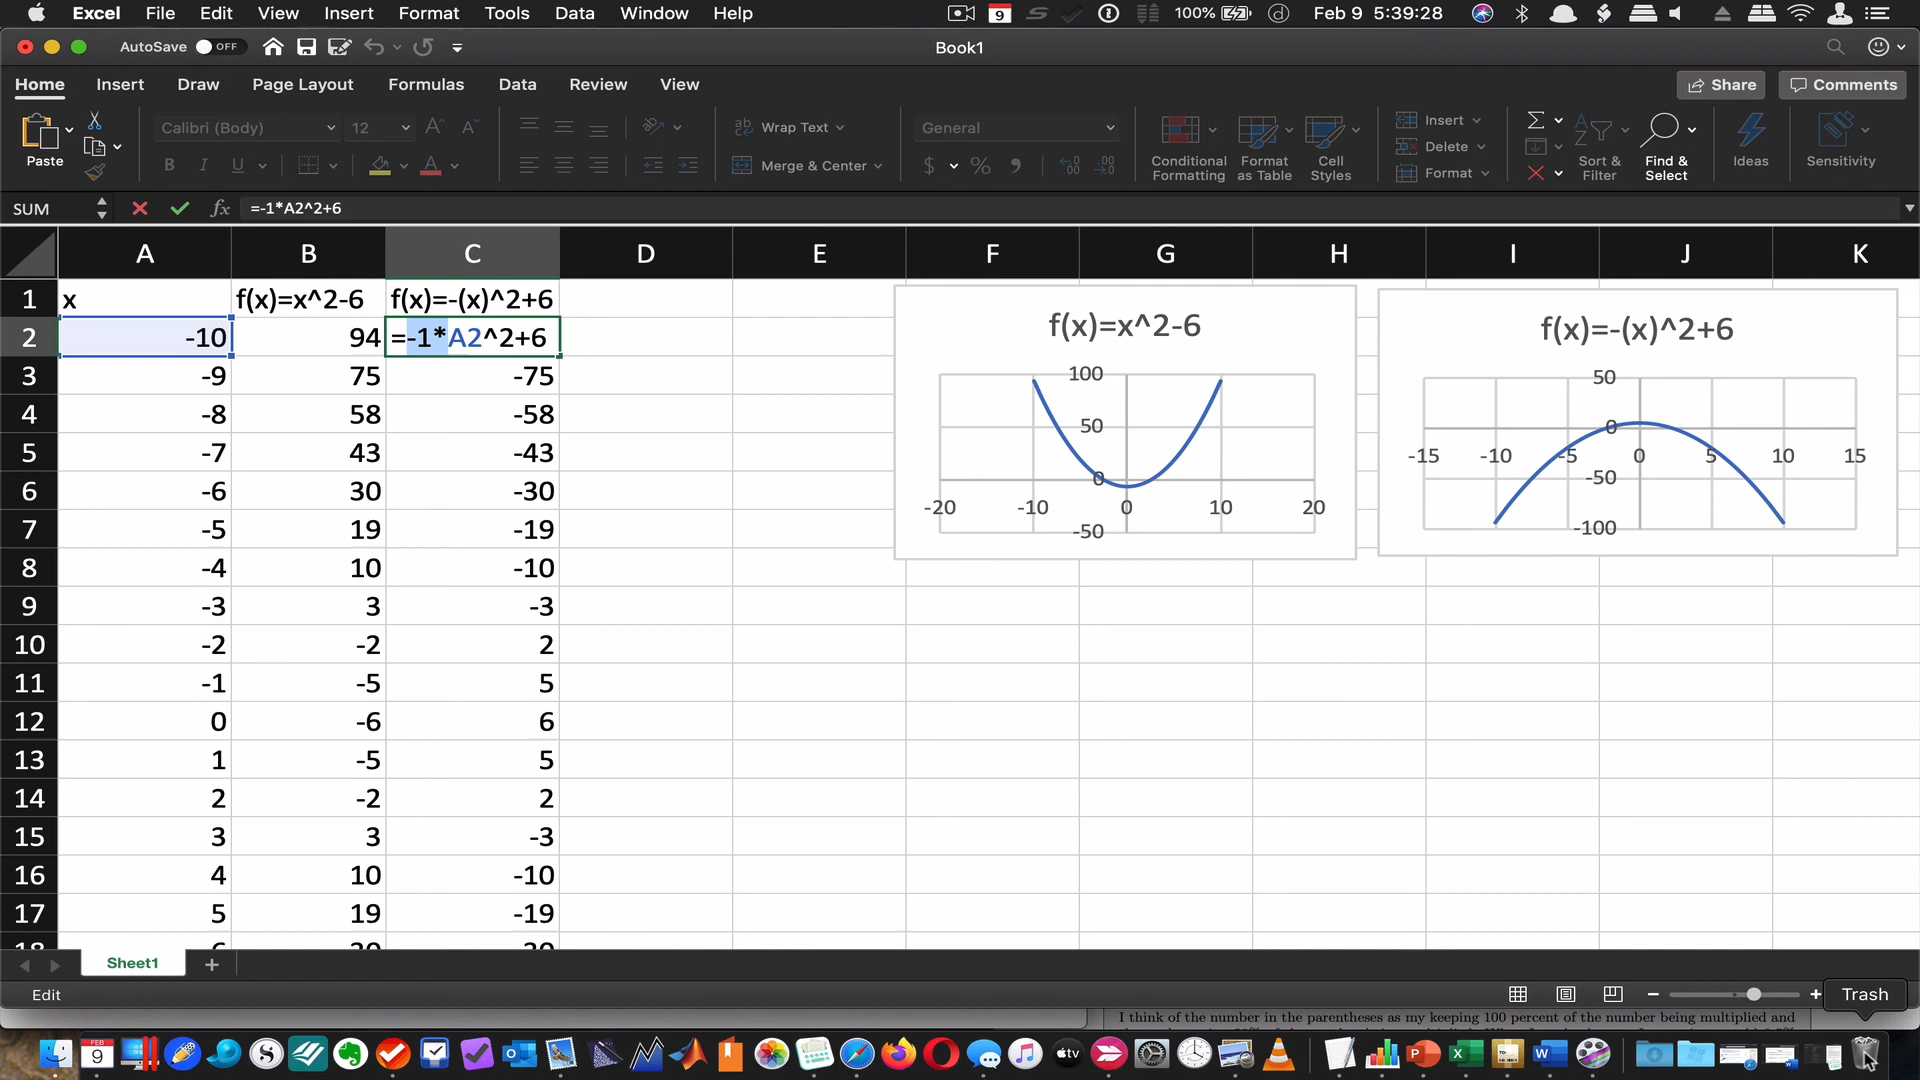 Excel File Edit View Insert Format Tools Data Window Help 9 100% Feb 9 5:39:28
AutoSave OFF Book1
Home Insert Draw Page Layout Formulas Data Review View Share Comments
Paste Calibri (Body) 12 Wrap Text General Insert
B I U Merge & Center $ % Delete
Conditional Formatting Format as Table Cell Styles Format Sort & Filter Find & Select Ideas Sensitivity
SUM fx =-1*A2^2+6
A B C D E F G H I J K
1 x f(x)=x^2-6 f(x)=-(x)^2+6
2 -10 94 =-1*A2^2+6
3 -9 75 -75
4 -8 58 -58
5 -7 43 -43
6 -6 30 -30
7 -5 19 -19
8 -4 10 -10
9 -3 3 -3
10 -2 -2 2
11 -1 -5 5
12 0 -6 6
13 1 -5 5
14 2 -2 2
15 3 3 -3
16 4 10 -10
17 5 19 -19
f(x)=x^2-6
100
50
0
-20 -10 0 10 20
-50
f(x)=-(x)^2+6
50
0
-15 -10 -5 0 5 10 15
-50
-100
Sheet1
Edit
Trash
I think of the number in the parentheses as my keeping 100 percent of the number being multiplied and
FEB
9
tv